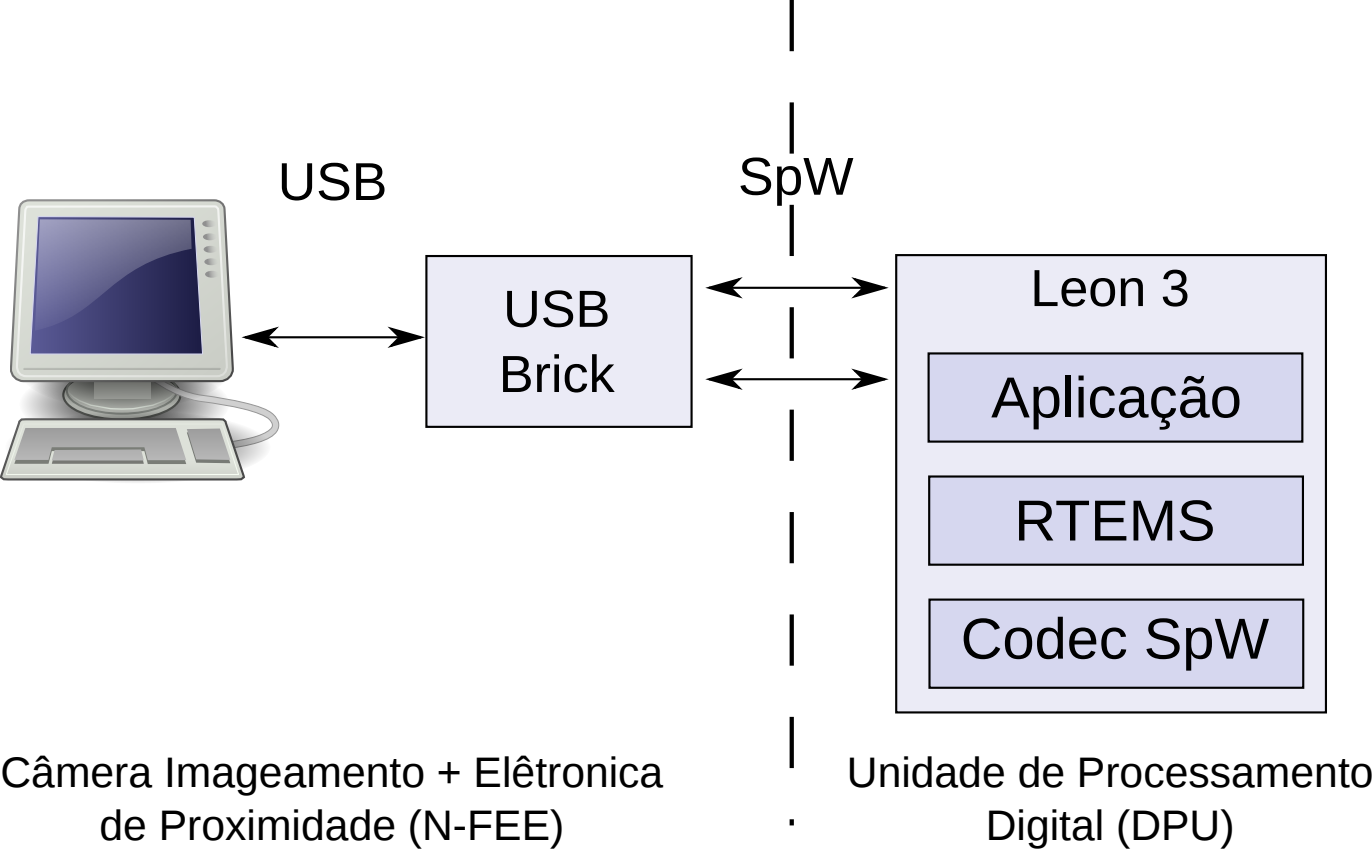 USB
SpW
USB
Brick
Leon 3
Aplicação
RTEMS
Codec SpW
Câmera Imageamento + Elêtronica
de Proximidade (N-FEE)
Unidade de Processamento
Digital (DPU)